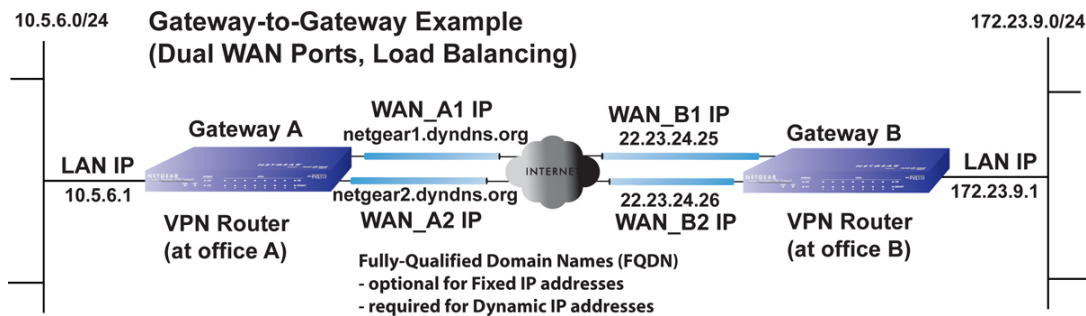 10.5.6.0/24
Gateway-to-Gateway Example
(Dual WAN Ports, Load Balancing)
172.23.9.0/24
WAN_A1 IP
netgear1.dyndns.org
WAN_B1 IP
22.23.24.25
Gateway A
Gateway B
LAN IP
10.5.6.1
NETGEAR
NETGEAR
INTERNET
NETGEAR
NETGEAR
LAN IP
172.23.9.1
netgear2.dyndns.org
WAN_A2 IP
22.23.24.26
WAN_B2 IP
VPN Router
(at office A)
VPN Router
(at office B)
Fully-Qualified Domain Names (FQDN)
- optional for Fixed IP addresses
- required for Dynamic IP addresses